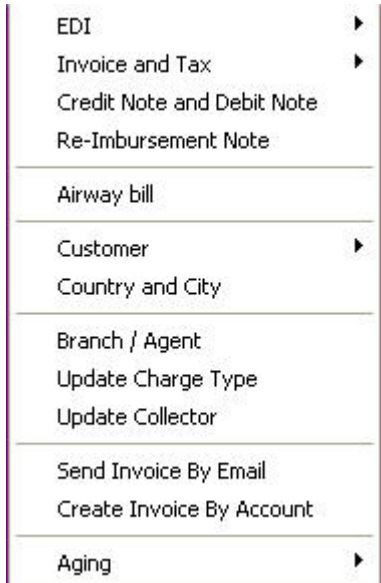 EDI
Invoice and Tax
Credit Note and Debit Note
Re-Imbursement Note
Airway bill
Customer
Country and City
Branch / Agent
Update Charge Type
Update Collector
Send Invoice By Email
Create Invoice By Account
Aging